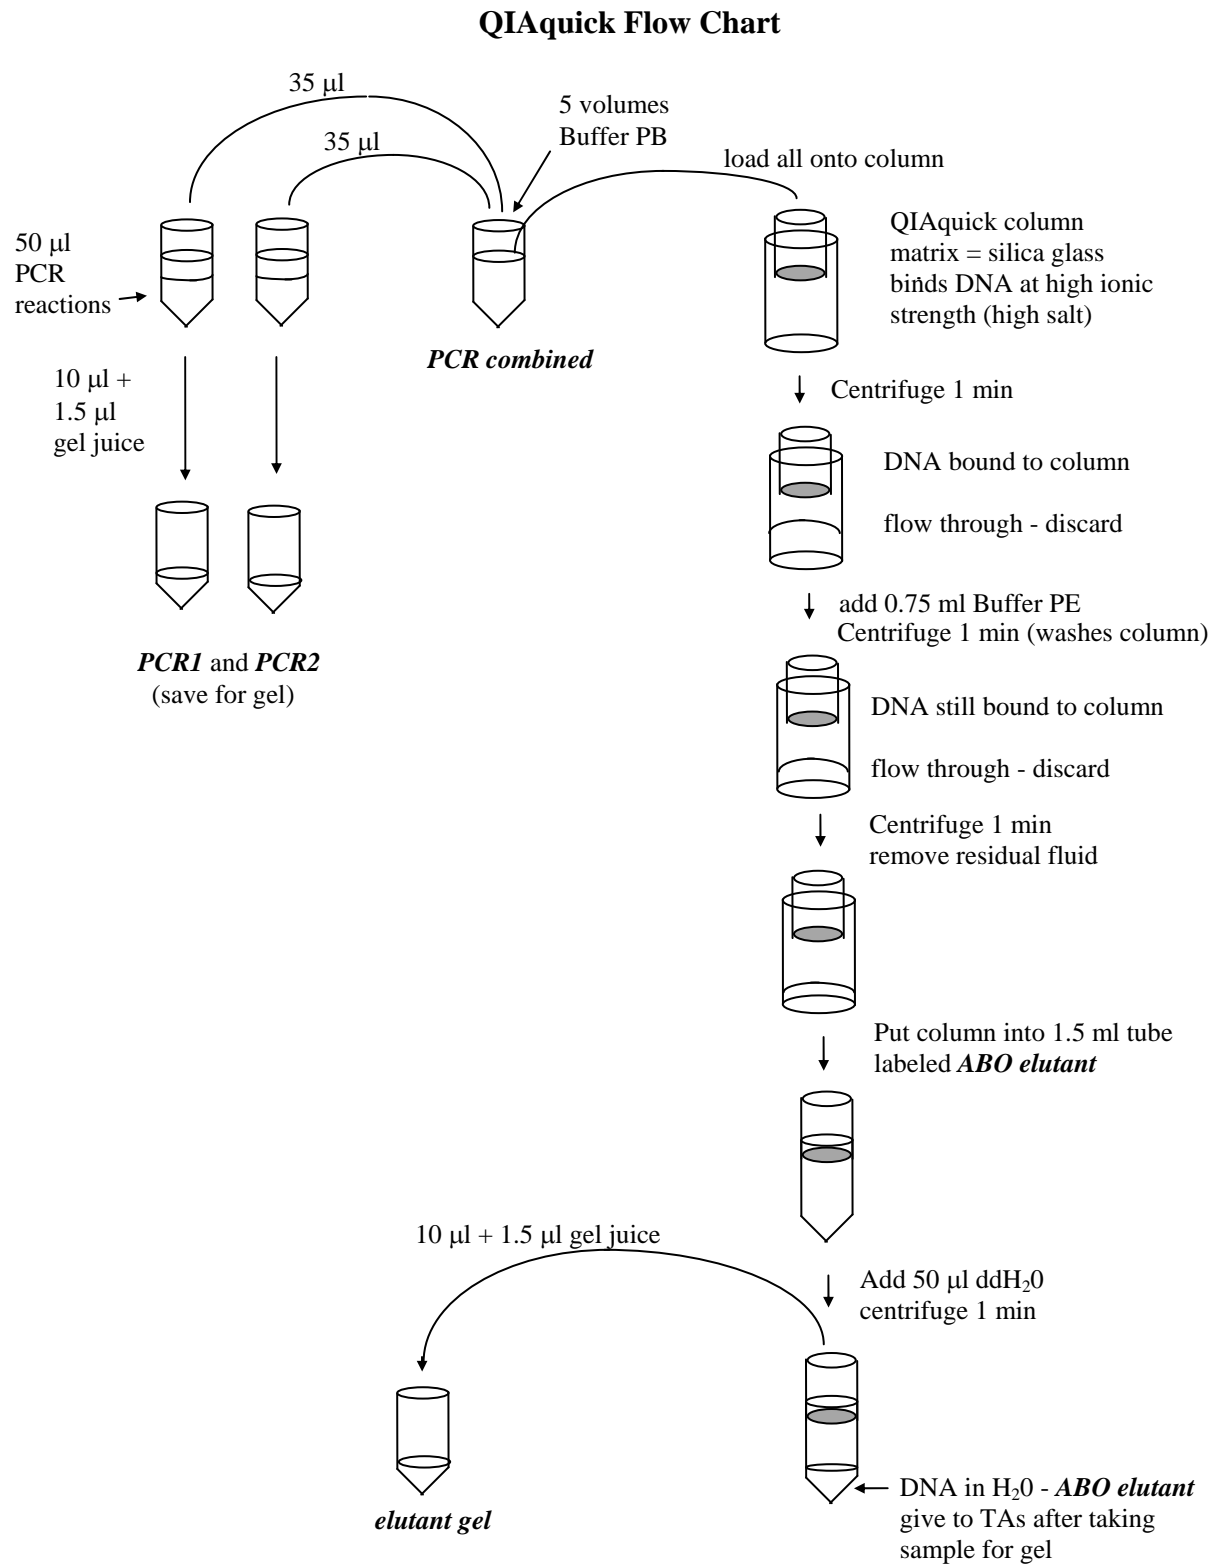 QIAquick Flow Chart
35 μl
35 μl
5 volumes
Buffer PB
load all onto column
50 μl
PCR
reactions
QIAquick column
matrix = silica glass
binds DNA at high ionic
strength (high salt)
PCR combined
10 μl +
1.5 μl
gel juice
Centrifuge 1 min
DNA bound to column
flow through - discard
add 0.75 ml Buffer PE
Centrifuge 1 min (washes column)
PCR1 and PCR2
(save for gel)
DNA still bound to column
flow through - discard
Centrifuge 1 min
remove residual fluid
Put column into 1.5 ml tube
labeled ABO elutant
10 μl + 1.5 μl gel juice
Add 50 μl ddH₂0
centrifuge 1 min
elutant gel
DNA in H₂0 - ABO elutant
give to TAs after taking
sample for gel